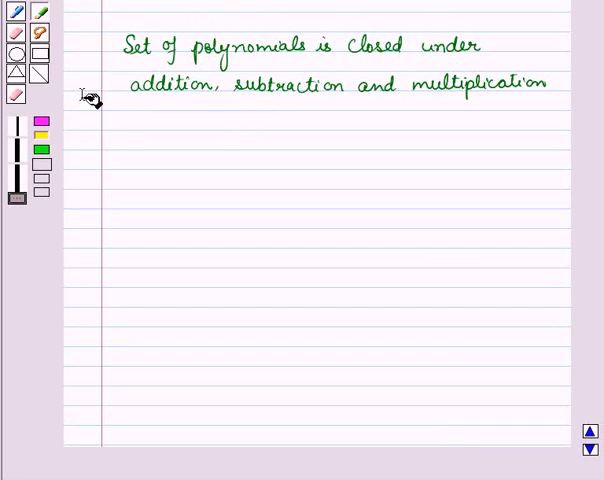 Set of polynomials is closed under
addition, subtraction and multiplication